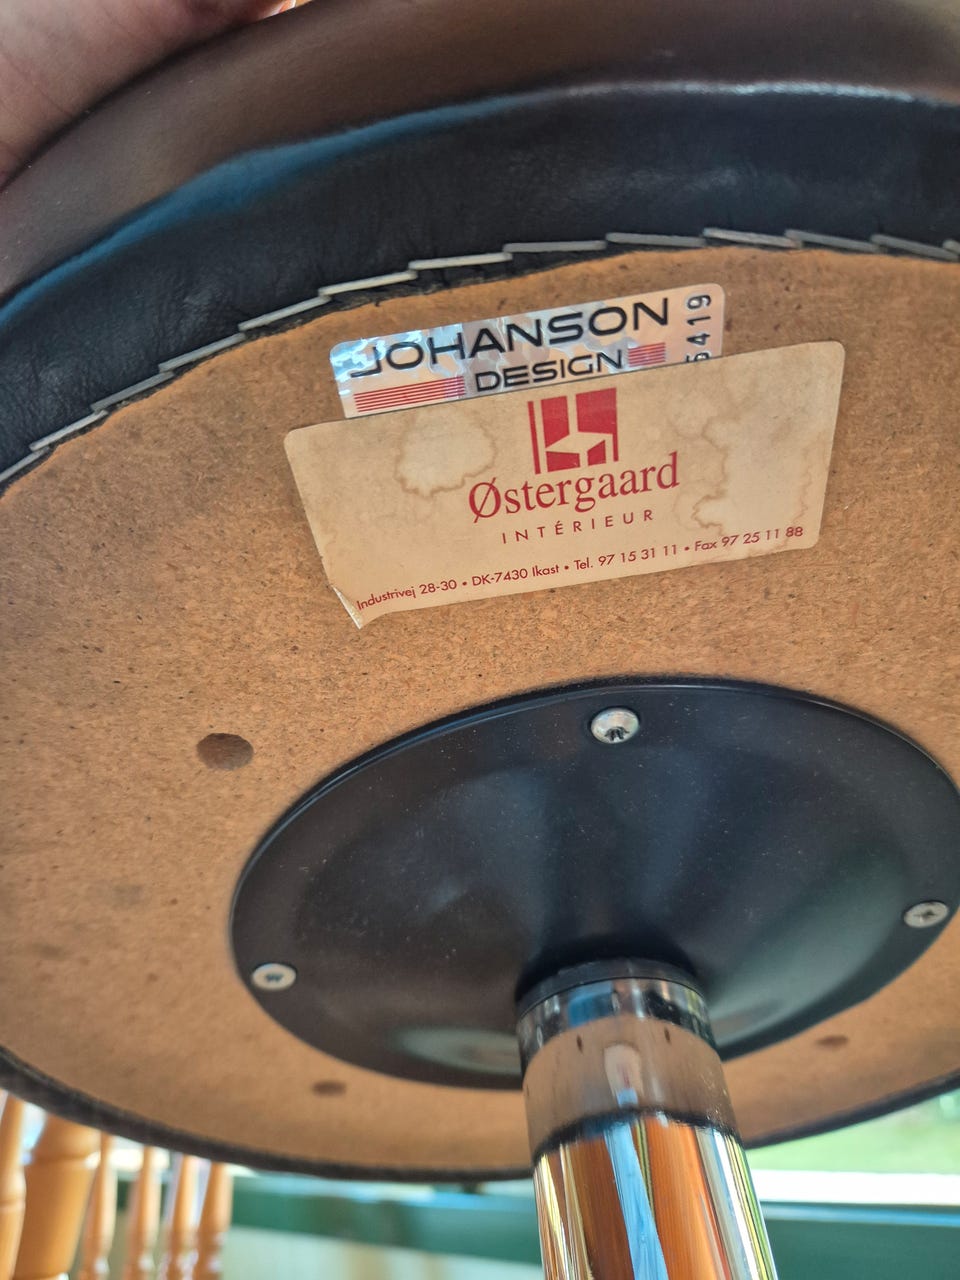 JOHANSON
DESIGN
5419
Østergaard
INTÉRIEUR
Industrivej 28-30 • DK-7430 Ikast • Tel. 97 15 31 11 • Fax 97 25 11 88